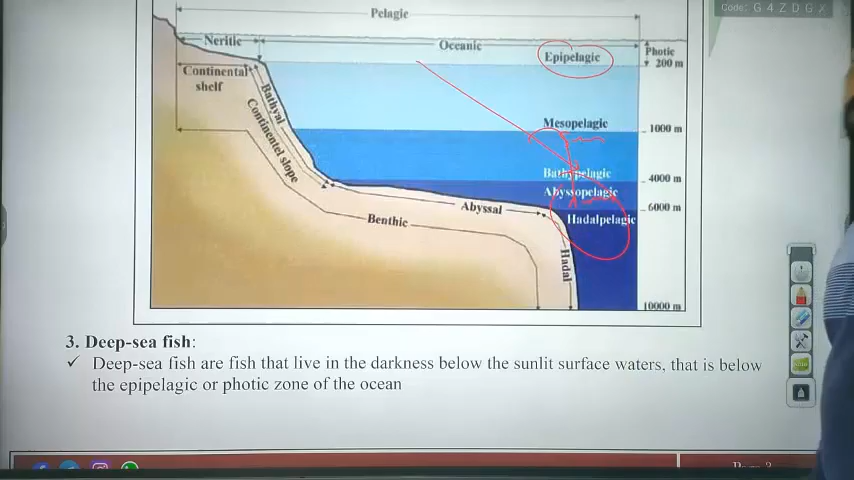 Code: G 4 Z D G X
Pelagic
Neritic
Oceanic
Epipelagic
Photic
200 m
Continental
shelf
Bathyal
Continentel slope
Mesopelagic
1000 m
Bathypelagic
4000 m
Abyssopelagic
6000 m
Abyssal
Hadalpelagic
Benthic
Hadal
10000 m
3. Deep-sea fish:
✓ Deep-sea fish are fish that live in the darkness below the sunlit surface waters, that is below
the epipelagic or photic zone of the ocean